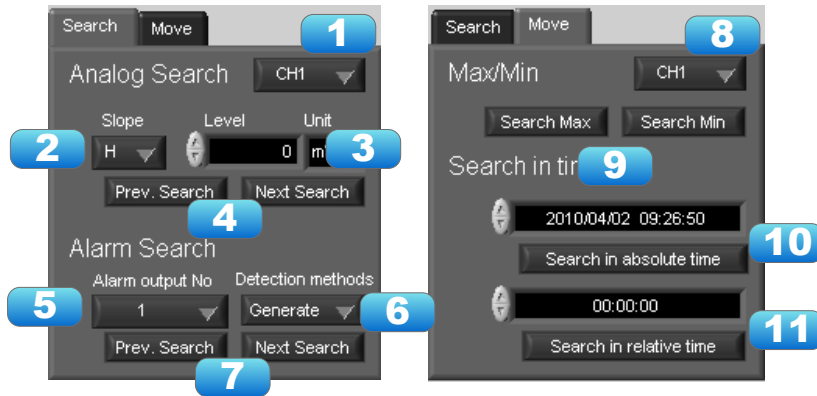 Search Move
1
Analog Search CH1
Slope Level Unit
2 H 0 3
Prev. Search Next Search
4
Alarm Search
Alarm output No Detection methods
5 1 Generate 6
Prev. Search Next Search
7
Search Move
8
Max/Min CH1
Search Max Search Min
Search in 9
2010/04/02 09:26:50
10
Search in absolute time
00:00:00
11
Search in relative time